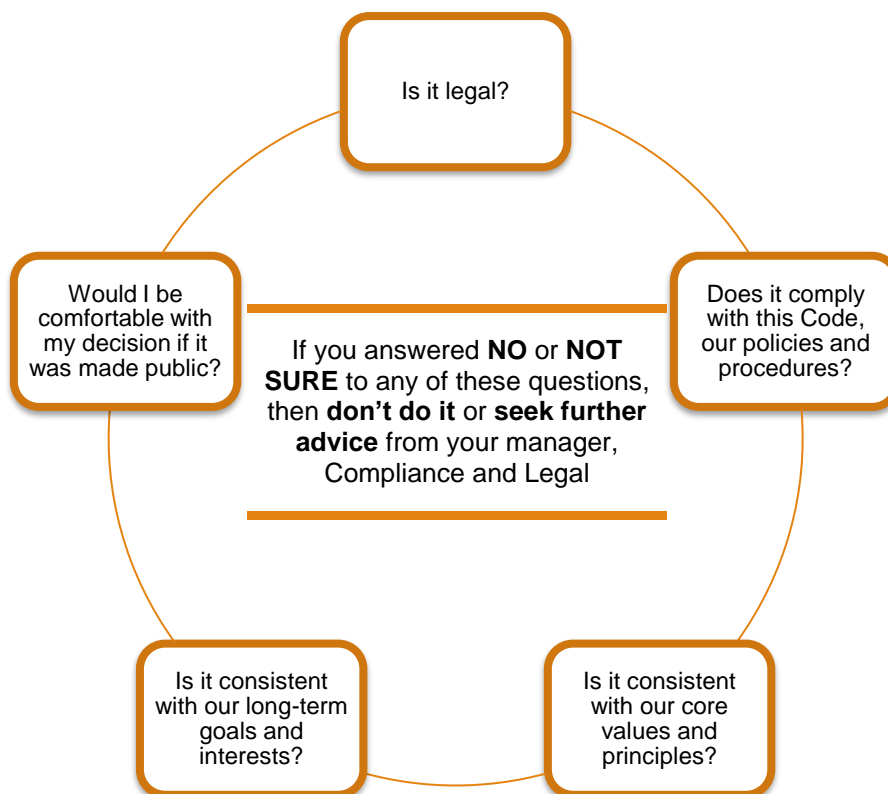 Is it legal?
Does it comply
with this Code,
our policies and
procedures?
Is it consistent
with our core
values and
principles?
Is it consistent
with our long-term
goals and
interests?
Would I be
comfortable with
my decision if it
was made public?
If you answered NO or NOT
SURE to any of these questions,
then don’t do it or seek further
advice from your manager,
Compliance and Legal